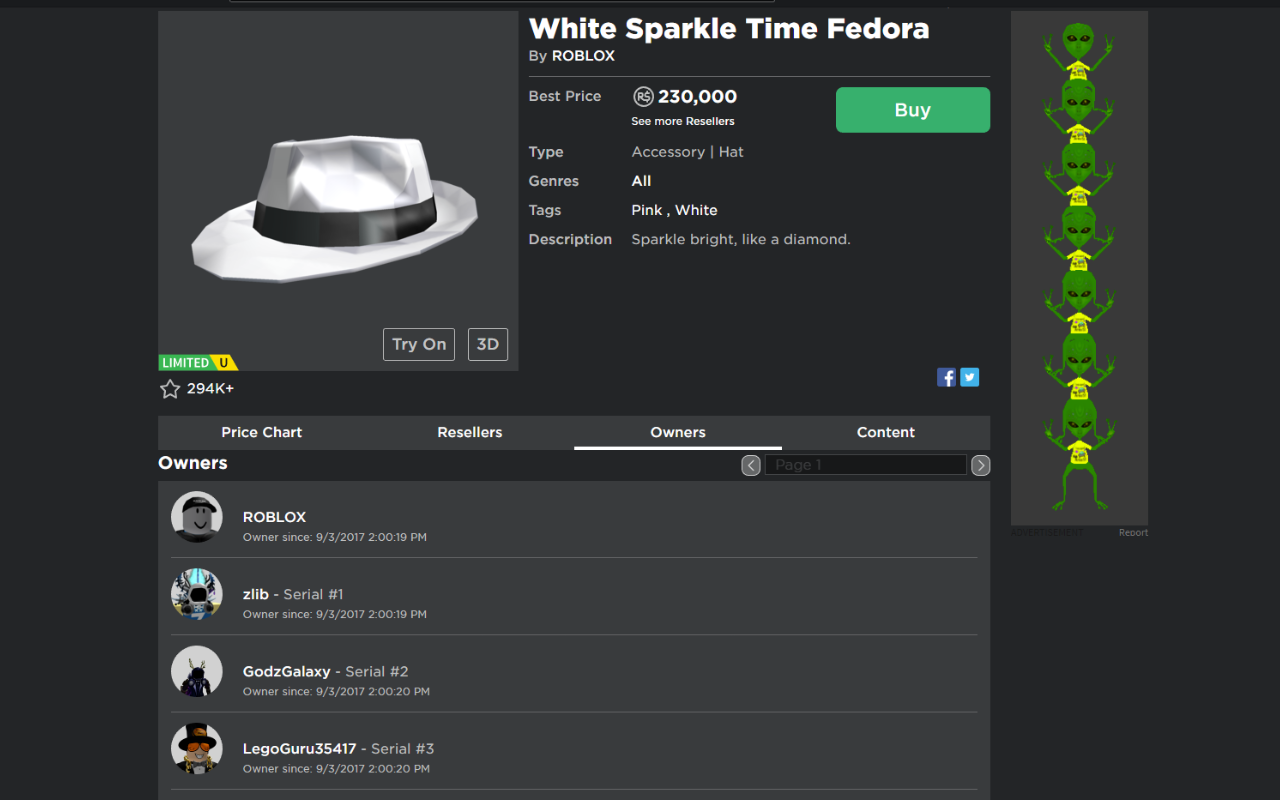 White Sparkle Time Fedora
By ROBLOX
Best Price R$ 230,000
Buy
See more Resellers
Type Accessory | Hat
Genres All
Tags Pink , White
Description Sparkle bright, like a diamond.
Try On 3D
LIMITED U
294K+
Price Chart Resellers Owners Content
Owners
Page 1
ROBLOX
Owner since: 9/3/2017 2:00:19 PM
zlib - Serial #1
Owner since: 9/3/2017 2:00:19 PM
GodzGalaxy - Serial #2
Owner since: 9/3/2017 2:00:20 PM
LegoGuru35417 - Serial #3
Owner since: 9/3/2017 2:00:20 PM
ADVERTISEMENT Report